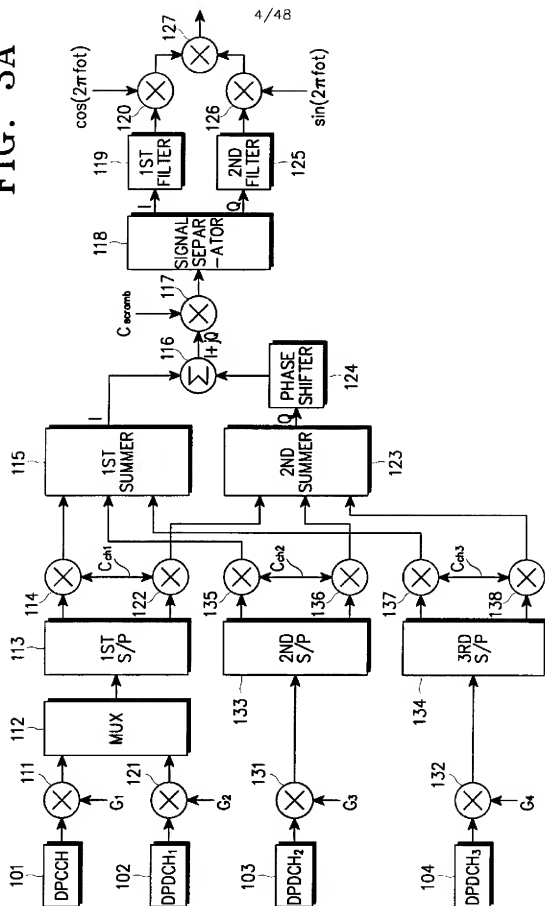 4/48
FIG. 3A
101
DPCCH
111
G1
102
DPDCH1
121
G2
103
DPDCH2
131
G3
104
DPDCH3
132
G4
112
MUX
113
1ST
S/P
133
2ND
S/P
134
3RD
S/P
114
Cch1
122
135
Cch2
136
137
Cch3
138
115
1ST
SUMMER
I
2ND
SUMMER
123
Q
PHASE
SHIFTER
124
116
Σ
I+jQ
Cscramb
117
118
SIGNAL
SEPAR
-ATOR
I
Q
119
1ST
FILTER
2ND
FILTER
125
cos(2πfot)
120
126
sin(2πfot)
127